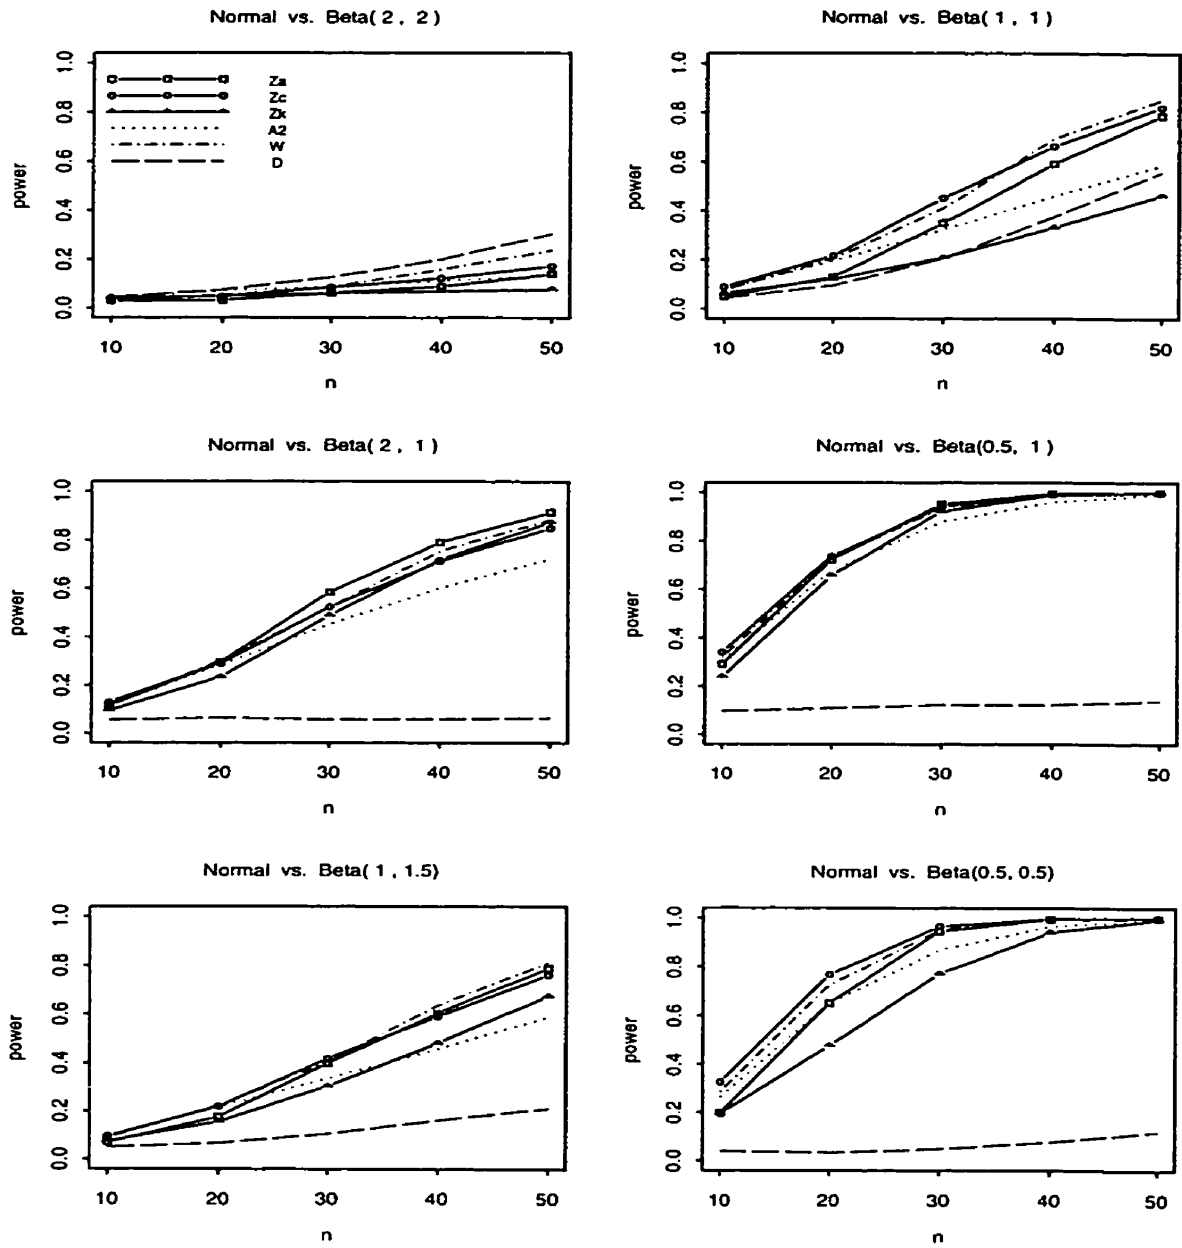 Normal vs. Beta( 2 , 2 )
1.0
0.8
0.6
0.4
0.2
0.0
power
Za
Zc
Zk
A2
W
D
10 20 30 40 50
n
Normal vs. Beta( 1 , 1 )
1.0
0.8
0.6
0.4
0.2
0.0
power
10 20 30 40 50
n
Normal vs. Beta( 2 , 1 )
1.0
0.8
0.6
0.4
0.2
0.0
power
10 20 30 40 50
n
Normal vs. Beta(0.5, 1 )
1.0
0.8
0.6
0.4
0.2
0.0
power
10 20 30 40 50
n
Normal vs. Beta( 1 , 1.5)
1.0
0.8
0.6
0.4
0.2
0.0
power
10 20 30 40 50
n
Normal vs. Beta(0.5, 0.5)
1.0
0.8
0.6
0.4
0.2
0.0
power
10 20 30 40 50
n